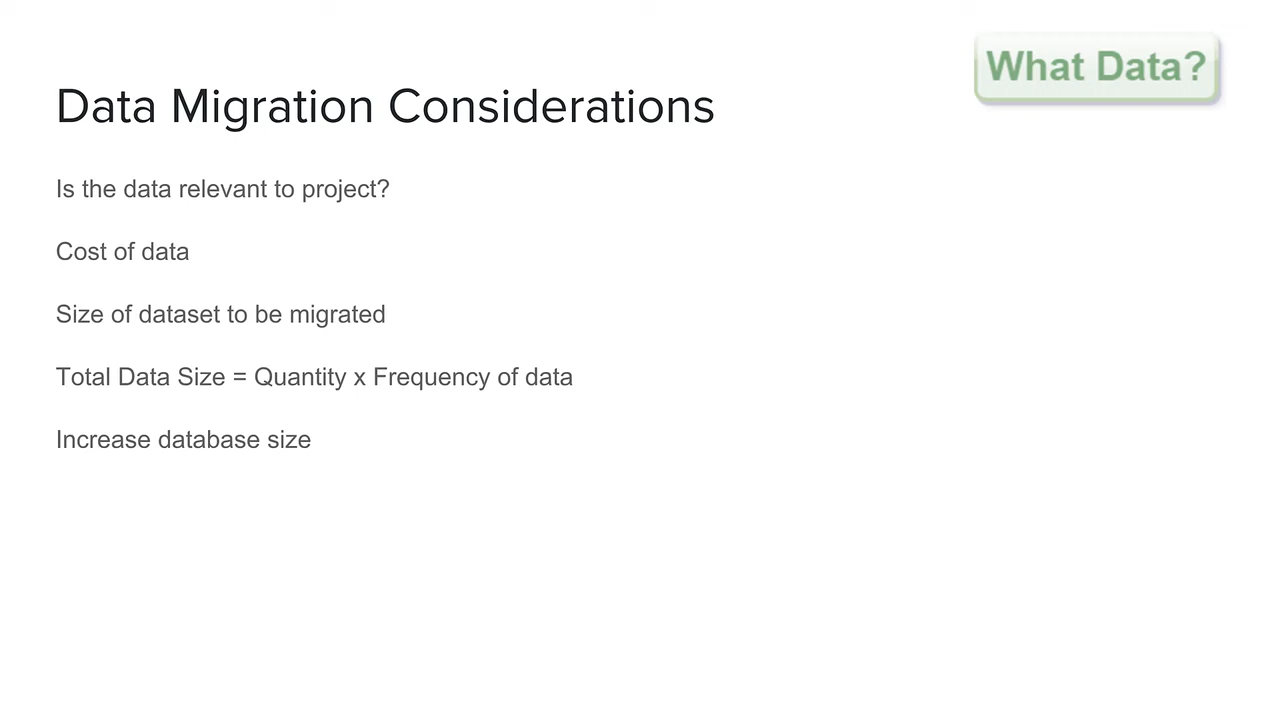 What Data?
Data Migration Considerations
Is the data relevant to project?
Cost of data
Size of dataset to be migrated
Total Data Size = Quantity x Frequency of data
Increase database size